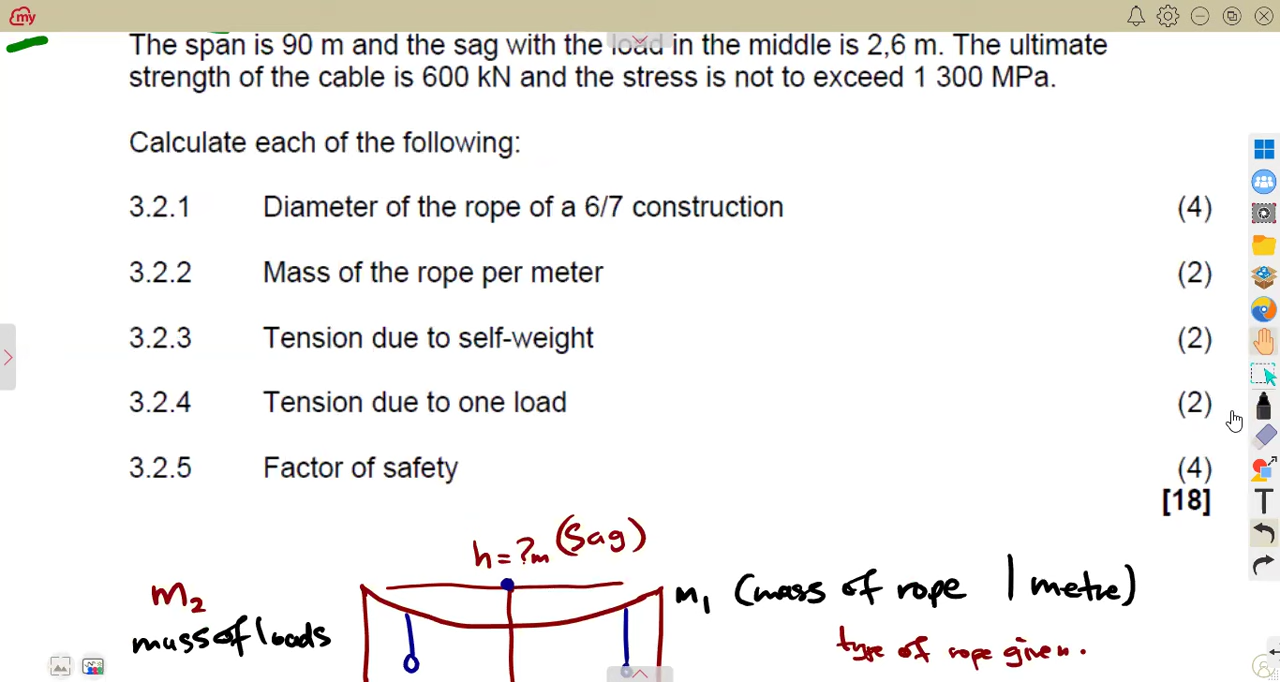 my
The span is 90 m and the sag with the load in the middle is 2,6 m. The ultimate
strength of the cable is 600 kN and the stress is not to exceed 1 300 MPa.
Calculate each of the following:
3.2.1 Diameter of the rope of a 6/7 construction (4)
3.2.2 Mass of the rope per meter (2)
3.2.3 Tension due to self-weight (2)
3.2.4 Tension due to one load (2)
3.2.5 Factor of safety (4)
[18]
h = ?m (Sag)
m₂
mass of loads
m₁ (mass of rope | metre)
type of rope given.
T